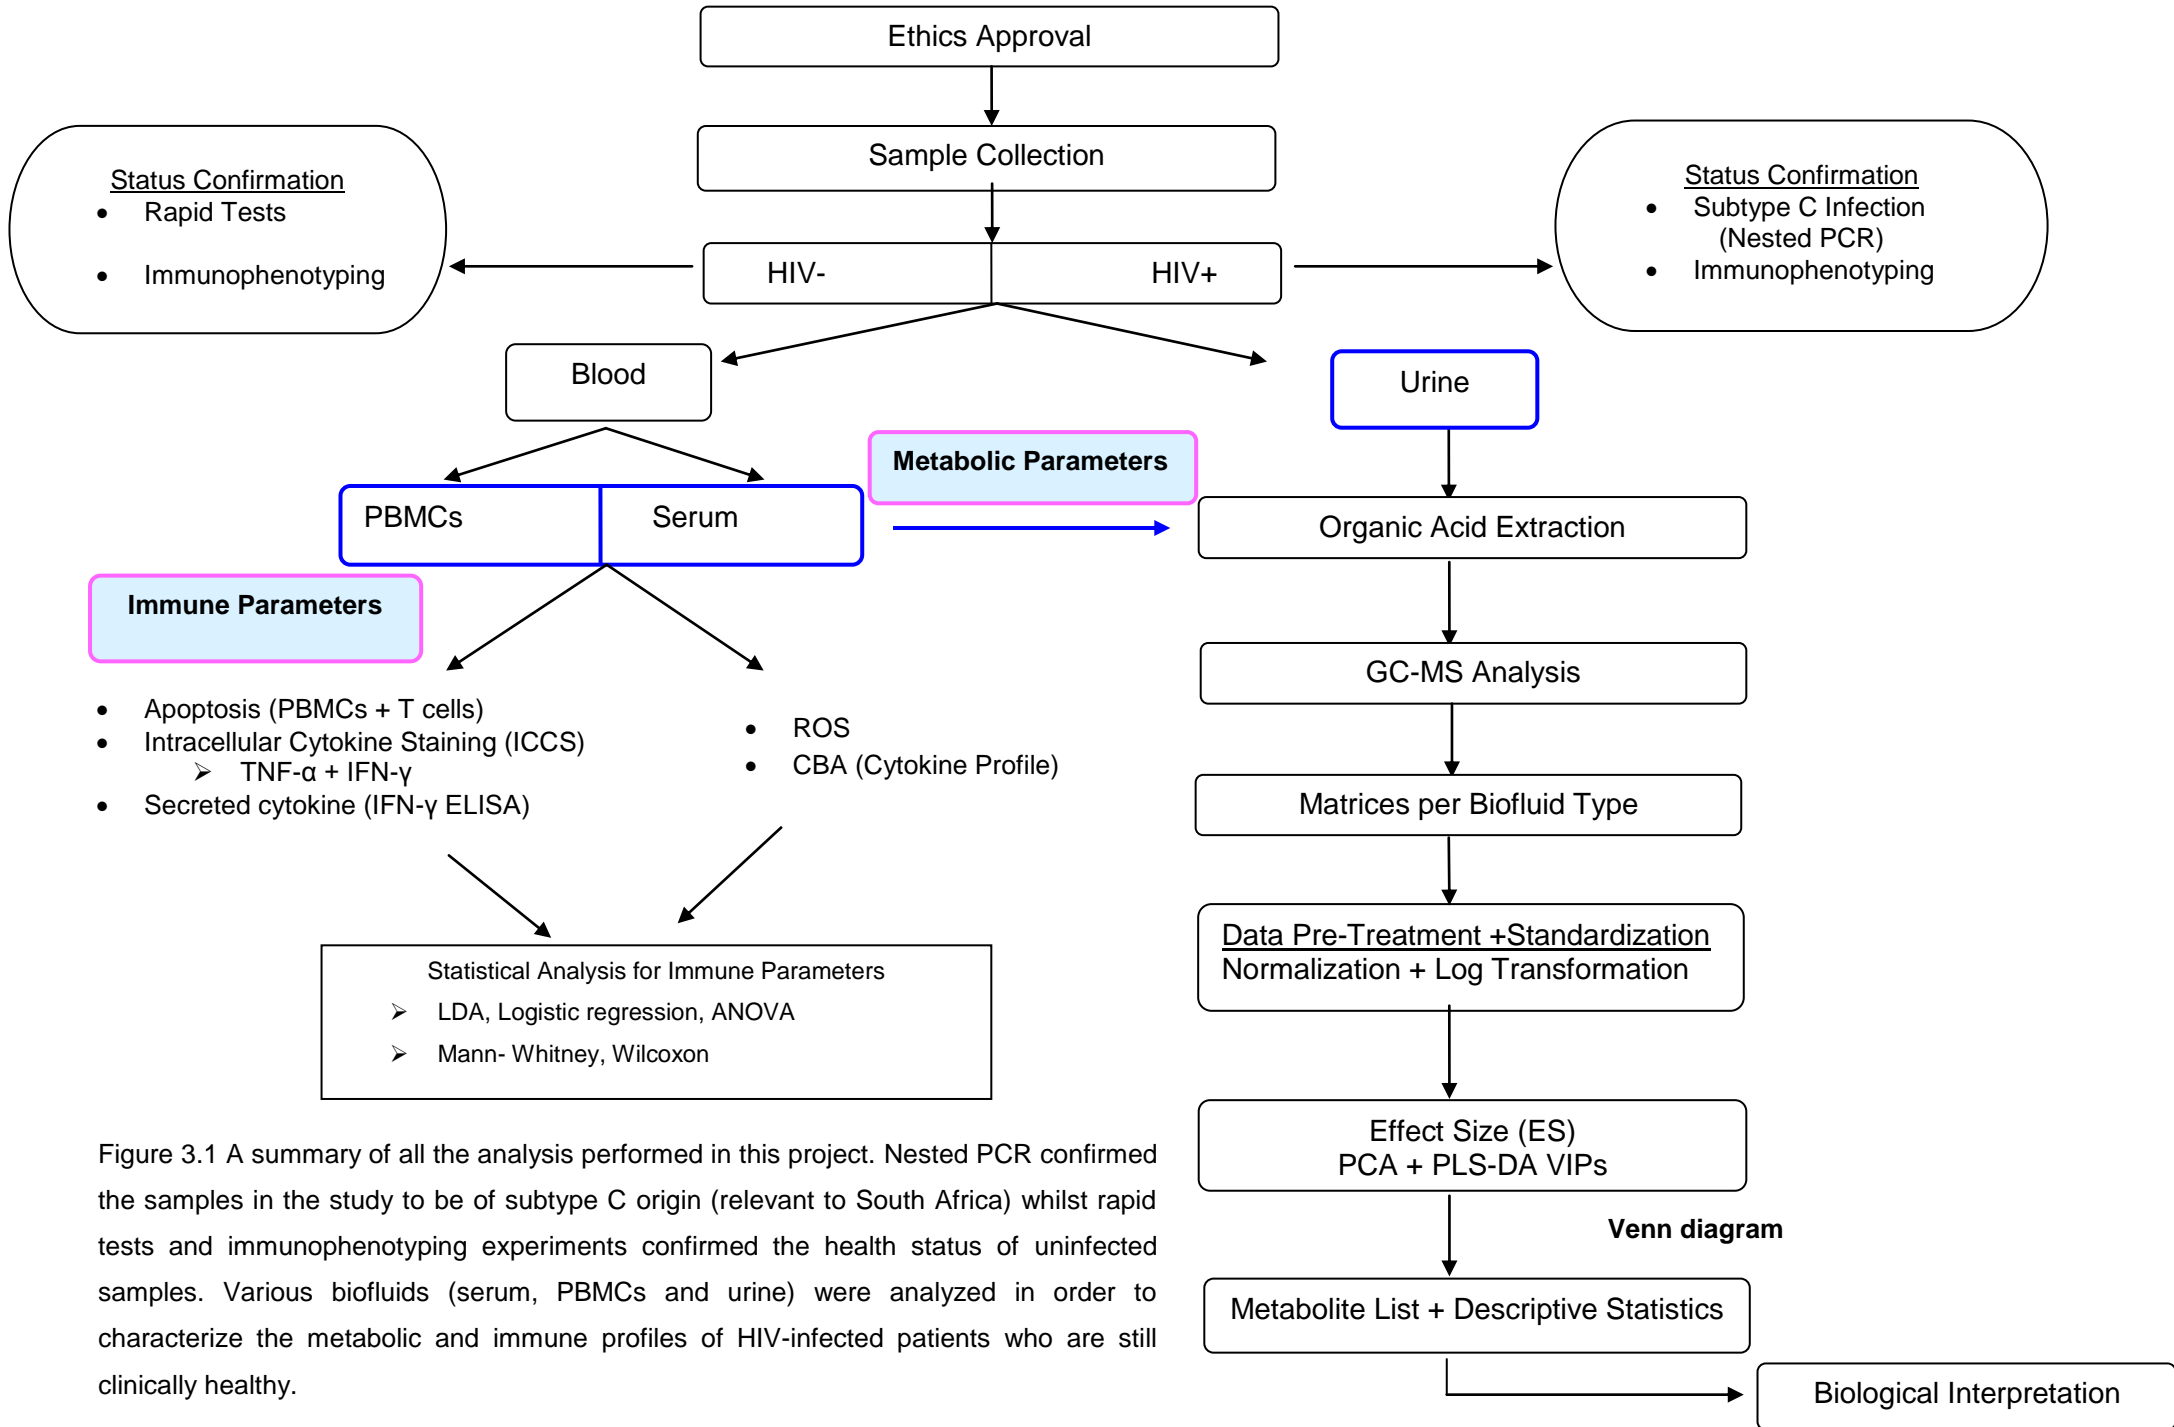 Ethics Approval
Sample Collection
Status Confirmation
• Rapid Tests
• Immunophenotyping
HIV-
HIV+
Status Confirmation
• Subtype C Infection
(Nested PCR)
• Immunophenotyping
Blood
Urine
PBMCs
Serum
Metabolic Parameters
Organic Acid Extraction
Immune Parameters
GC-MS Analysis
• Apoptosis (PBMCs + T cells)
• Intracellular Cytokine Staining (ICCS)
➢ TNF-α + IFN-γ
• Secreted cytokine (IFN-γ ELISA)
• ROS
• CBA (Cytokine Profile)
Matrices per Biofluid Type
Data Pre-Treatment +Standardization
Normalization + Log Transformation
Statistical Analysis for Immune Parameters
➢ LDA, Logistic regression, ANOVA
➢ Mann- Whitney, Wilcoxon
Effect Size (ES)
PCA + PLS-DA VIPs
Venn diagram
Metabolite List + Descriptive Statistics
Biological Interpretation
Figure 3.1 A summary of all the analysis performed in this project. Nested PCR confirmed
the samples in the study to be of subtype C origin (relevant to South Africa) whilst rapid
tests and immunophenotyping experiments confirmed the health status of uninfected
samples. Various biofluids (serum, PBMCs and urine) were analyzed in order to
characterize the metabolic and immune profiles of HIV-infected patients who are still
clinically healthy.